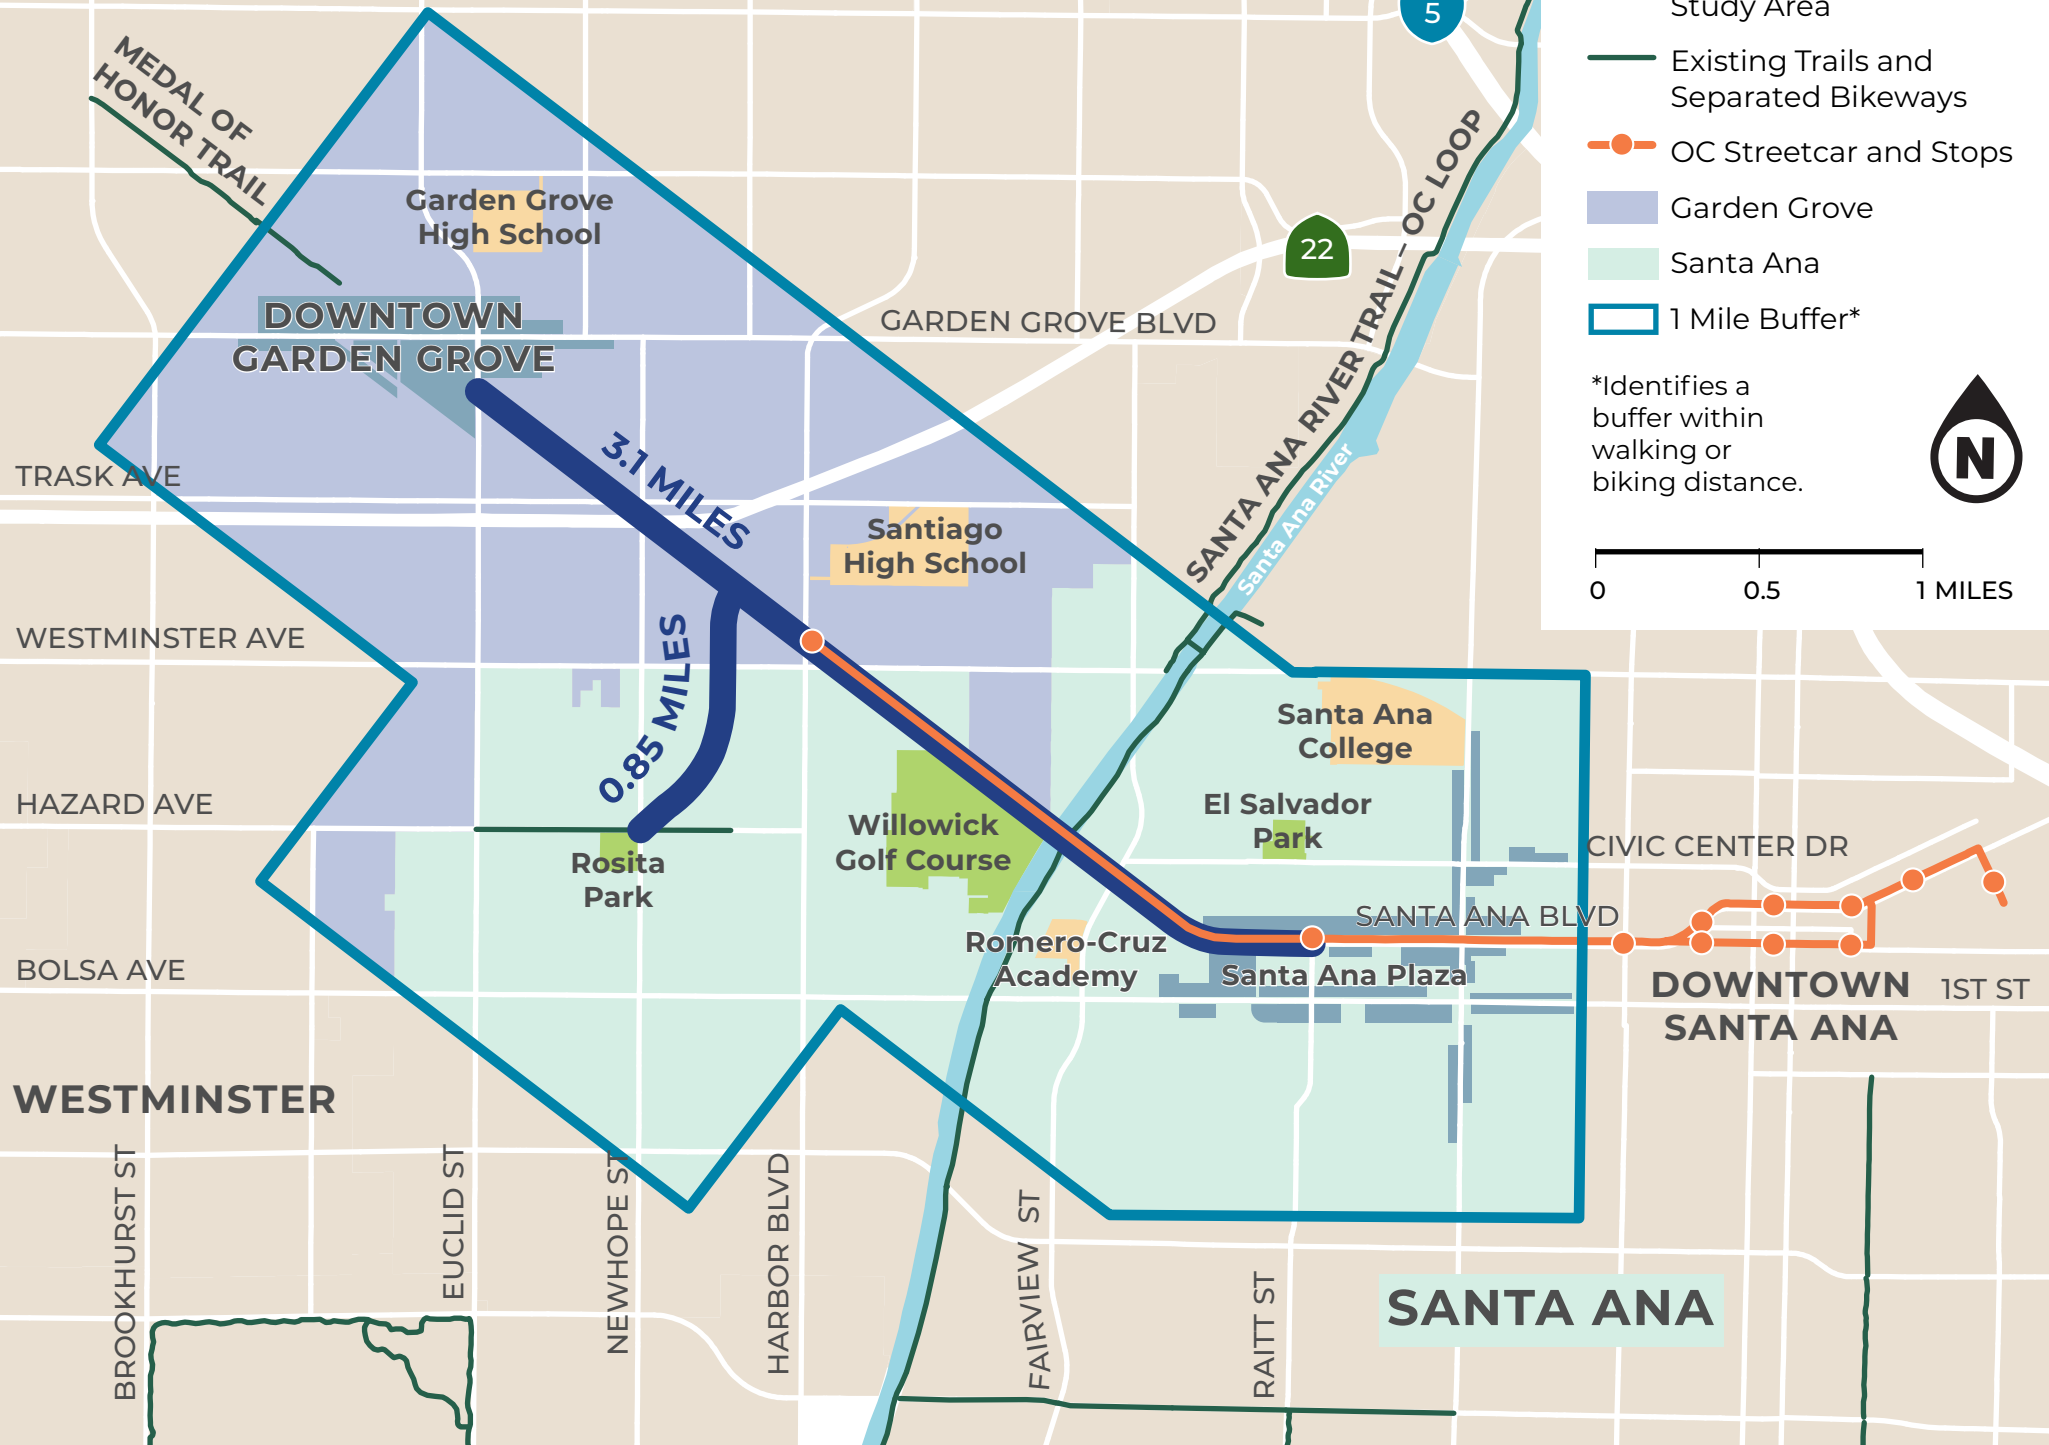 5
Study Area
Existing Trails and
Separated Bikeways
OC Streetcar and Stops
Garden Grove
Santa Ana
1 Mile Buffer*
*Identifies a
buffer within
walking or
biking distance.
N
0 0.5 1 MILES
MEDAL OF
HONOR TRAIL
Garden Grove
High School
22
SANTA ANA RIVER TRAIL – OC LOOP
Santa Ana River
DOWNTOWN
GARDEN GROVE
GARDEN GROVE BLVD
TRASK AVE
3.1 MILES
Santiago
High School
WESTMINSTER AVE
0.85 MILES
Santa Ana
College
HAZARD AVE
El Salvador
Park
Willowick
Golf Course
CIVIC CENTER DR
Rosita
Park
SANTA ANA BLVD
Romero-Cruz
Academy
Santa Ana Plaza
BOLSA AVE
DOWNTOWN
SANTA ANA
1ST ST
WESTMINSTER
BROOKHURST ST
EUCLID ST
NEWHOPE ST
HARBOR BLVD
FAIRVIEW ST
RAITT ST
SANTA ANA